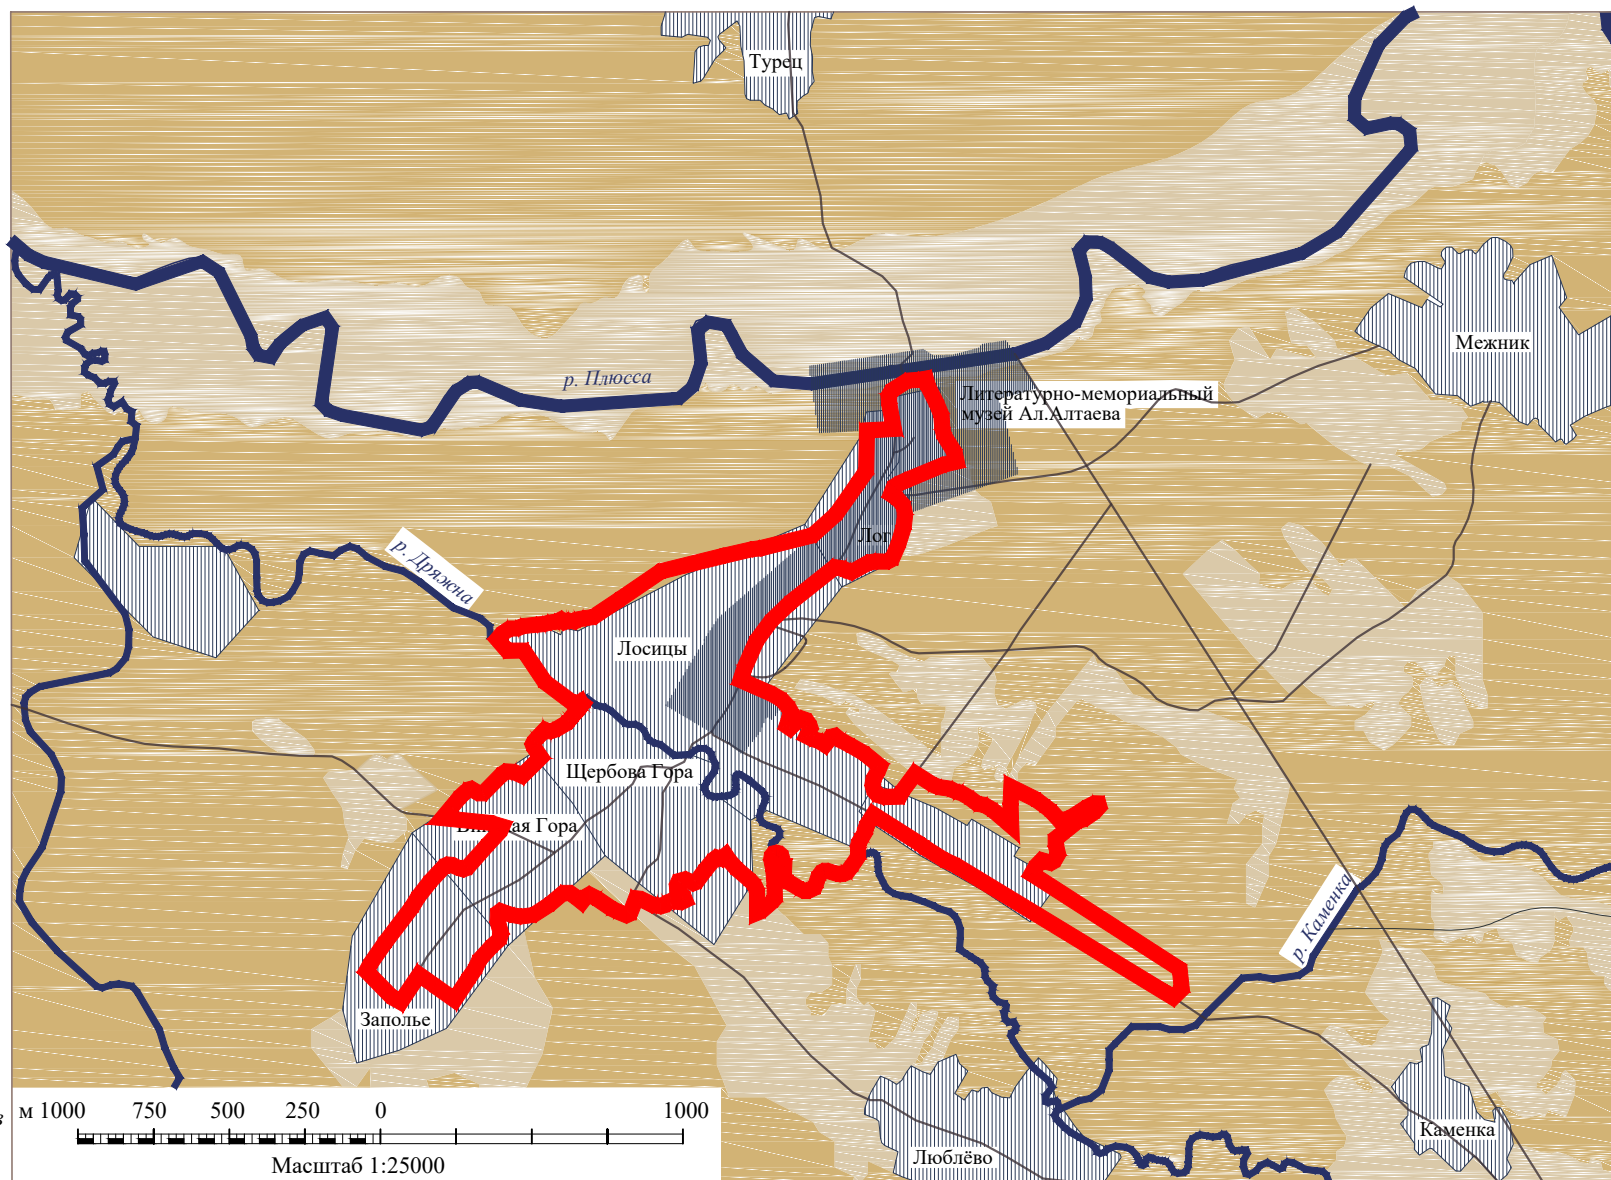 Турец
Межник
р. Плюсса
Литературно-мемориальный
музей Ал.Алтаева
Лог
р. Дряжна
Лосицы
Щербова Гора
Гора
р. Каменка
Заполье
м 1000 750 500 250 0 1000
Масштаб 1:25000
Люблёво
Каменка